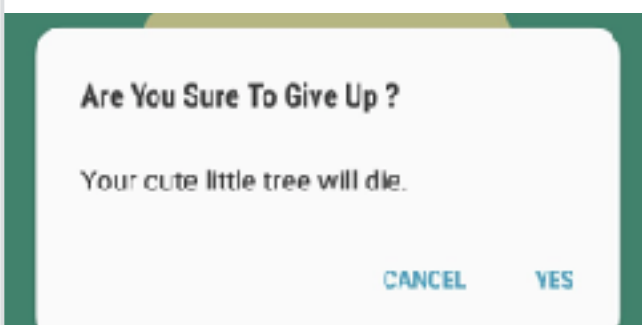 Are You Sure To Give Up ?
Your cute little tree will die.
CANCEL YES